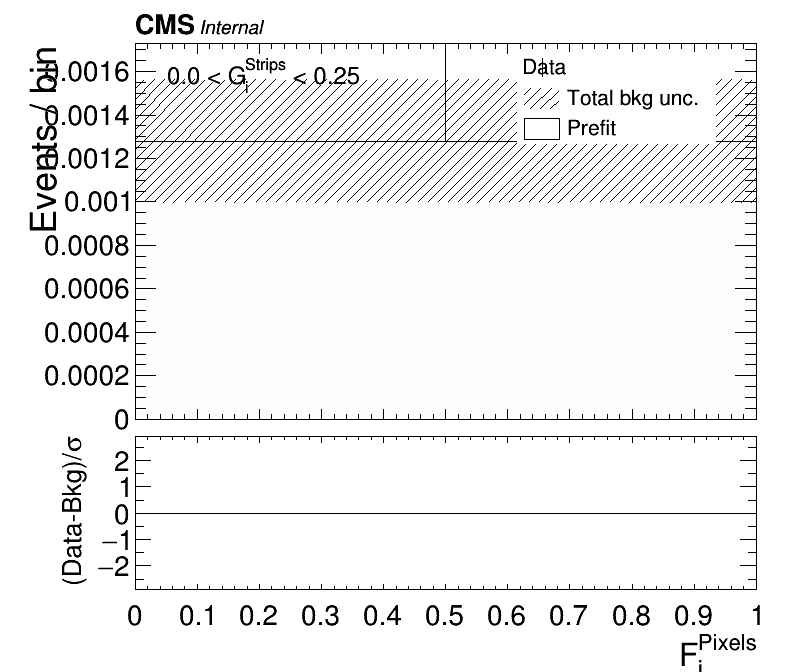 CMS Internal
Events / bin
0.0016
0.0014
0.0012
0.001
0.0008
0.0006
0.0004
0.0002
0
0.0 < G_i^Strips < 0.25
Data
Total bkg unc.
Prefit
(Data-Bkg)/σ
2
1
0
−1
−2
0 0.1 0.2 0.3 0.4 0.5 0.6 0.7 0.8 0.9 1
F_i^Pixels